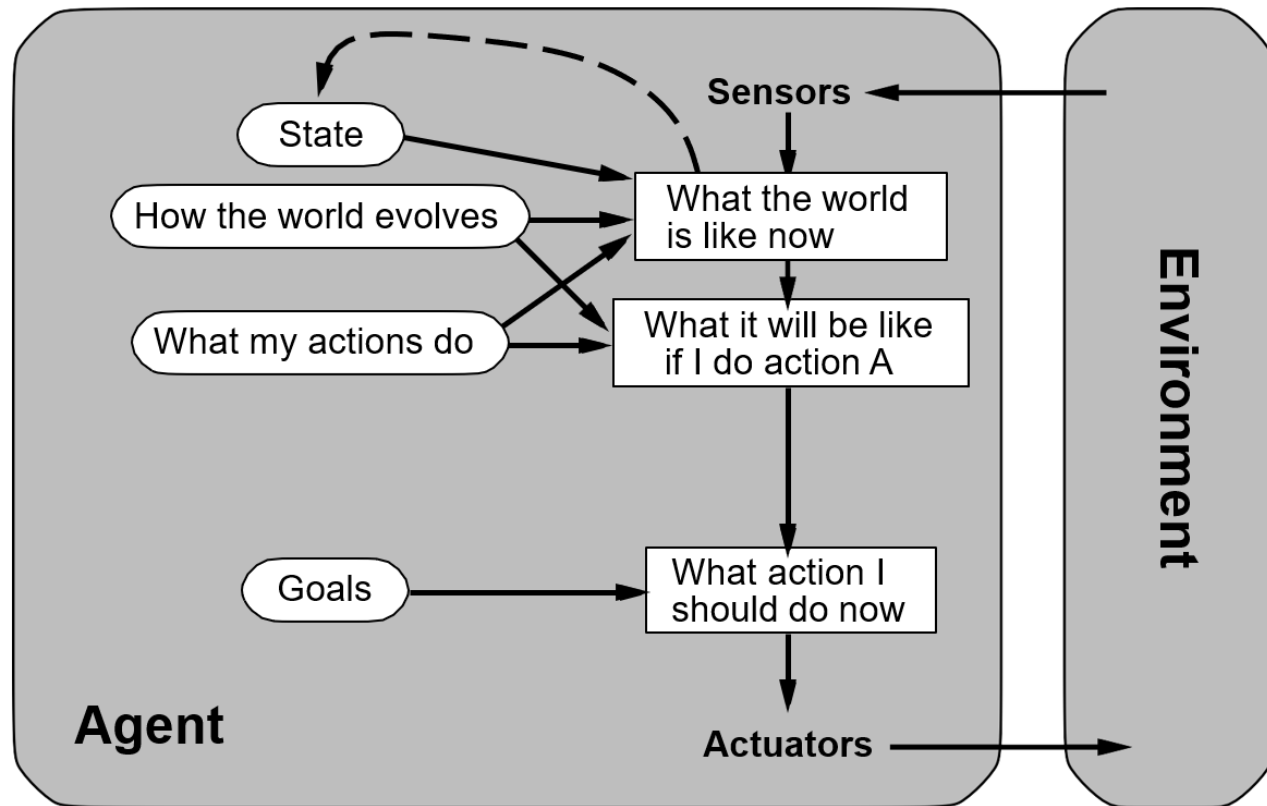 Sensors
State
What the world
is like now
How the world evolves
What it will be like
if I do action A
What my actions do
What action I
should do now
Goals
Agent
Actuators
Environment